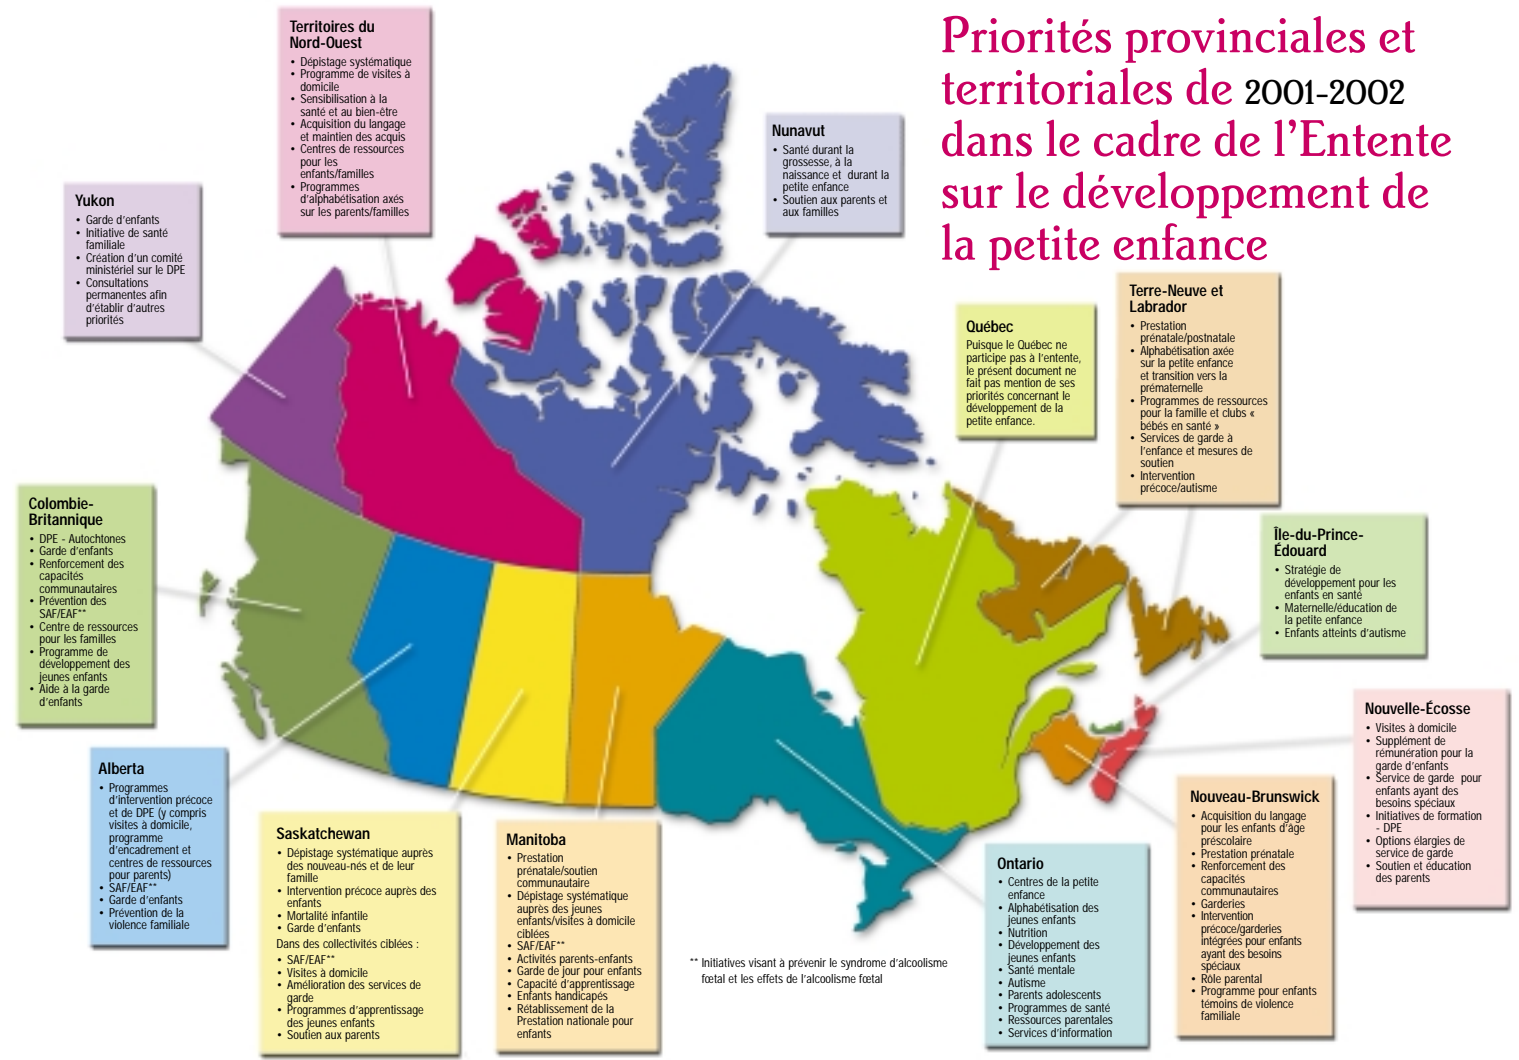 Priorités provinciales et
territoriales de 2001-2002
dans le cadre de l'Entente
sur le développement de
la petite enfance
Territoires du
Nord-Ouest
• Dépistage systématique
• Programme de visites à
domicile
• Sensibilisation à la
santé et au bien-être
• Acquisition du langage
et maintien des acquis
• Centres de ressources
pour les
enfants/familles
• Programmes
d'alphabétisation axés
sur les parents/familles
Nunavut
• Santé durant la
grossesse, à la
naissance et durant la
petite enfance
• Soutien aux parents et
aux familles
Yukon
• Garde d'enfants
• Initiative de santé
familiale
• Création d'un comité
ministériel sur le DPE
• Consultations
permanentes afin
d'établir d'autres
priorités
Québec
Puisque le Québec ne
participe pas à l'entente,
le présent document ne
fait pas mention de ses
priorités concernant le
développement de la
petite enfance.
Terre-Neuve et
Labrador
• Prestation
prénatale/postnatale
• Alphabétisation axée
sur la petite enfance
et transition vers la
prématernelle
• Programmes de ressources
pour la famille et clubs «
bébés en santé »
• Services de garde à
l'enfance et mesures de
soutien
• Intervention
précoce/autisme
Colombie-
Britannique
• DPE - Autochtones
• Garde d'enfants
• Renforcement des
capacités
communautaires
• Prévention des
SAF/EAF**
• Centre de ressources
pour les familles
• Programme de
développement des
jeunes enfants
• Aide à la garde
d'enfants
Île-du-Prince-
Édouard
• Stratégie de
développement pour les
enfants en santé
• Maternelle/éducation de
la petite enfance
• Enfants atteints d'autisme
Nouvelle-Écosse
• Visites à domicile
• Supplément de
rémunération pour la
garde d'enfants
• Service de garde pour
enfants ayant des
besoins spéciaux
• Initiatives de formation
- DPE
• Options élargies de
service de garde
• Soutien et éducation
des parents
Alberta
• Programmes
d'intervention précoce
et de DPE (y compris
visites à domicile,
programme
d'encadrement et
centres de ressources
pour parents)
• SAF/EAF**
• Garde d'enfants
• Prévention de la
violence familiale
Saskatchewan
• Dépistage systématique auprès
des nouveau-nés et de leur
famille
• Intervention précoce auprès des
enfants
• Mortalité infantile
• Garde d'enfants
Dans des collectivités ciblées :
• SAF/EAF**
• Visites à domicile
• Amélioration des services de
garde
• Programmes d'apprentissage
des jeunes enfants
• Soutien aux parents
Manitoba
• Prestation
prénatale/soutien
communautaire
• Dépistage systématique
auprès des jeunes
enfants/visites à domicile
ciblées
• SAF/EAF**
• Activités parents-enfants
• Garde de jour pour enfants
• Capacité d'apprentissage
• Enfants handicapés
• Rétablissement de la
Prestation nationale pour
enfants
Ontario
• Centres de la petite
enfance
• Alphabétisation des
jeunes enfants
• Nutrition
• Développement des
jeunes enfants
• Santé mentale
• Autisme
• Parents adolescents
• Programmes de santé
• Ressources parentales
• Services d'information
Nouveau-Brunswick
• Acquisition du langage
pour les enfants d'âge
préscolaire
• Prestation prénatale
• Renforcement des
capacités
communautaires
• Garderies
• Intervention
précoce/garderies
intégrées pour enfants
ayant des besoins
spéciaux
• Rôle parental
• Programme pour enfants
témoins de violence
familiale
** Initiatives visant à prévenir le syndrome d'alcoolisme
fœtal et les effets de l'alcoolisme fœtal